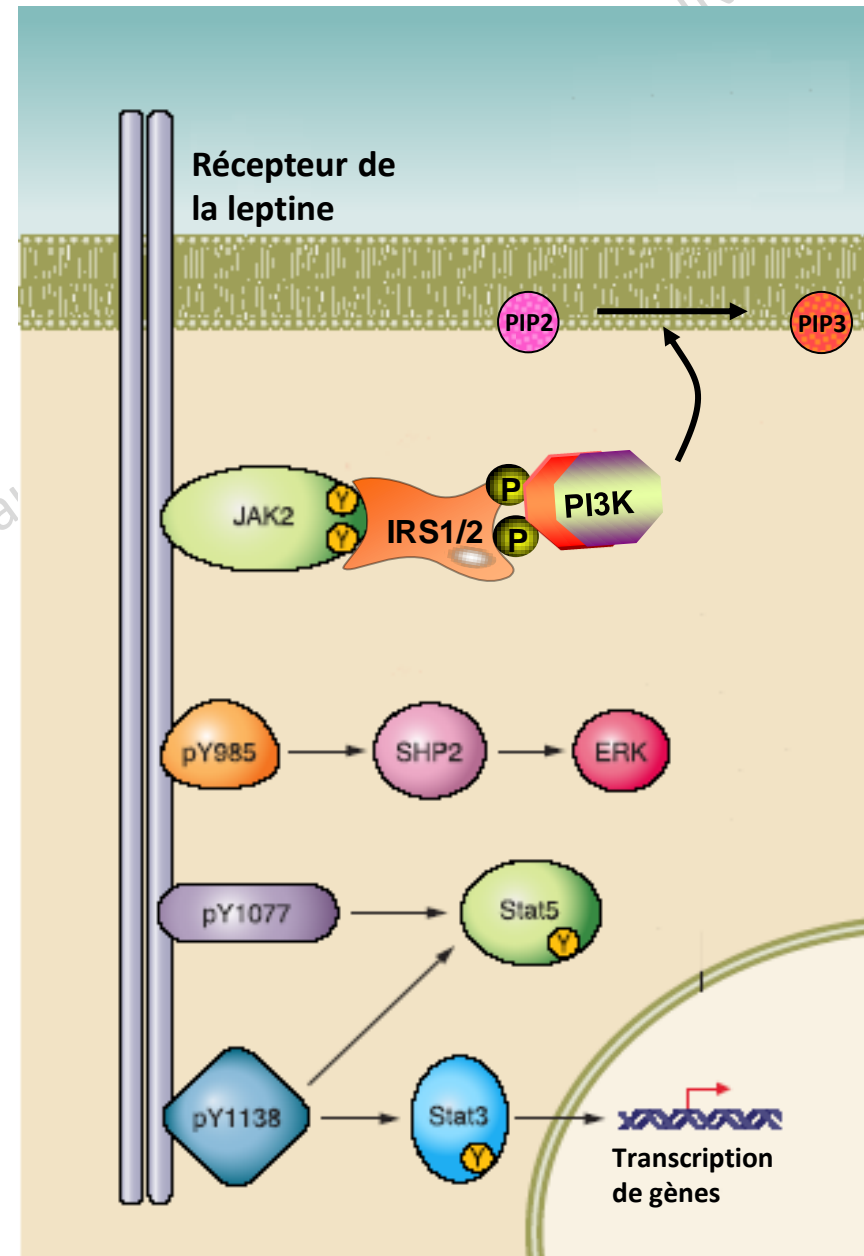 Récepteur de
la leptine
PIP2
PIP3
JAK2
Y
Y
IRS1/2
P
P
PI3K
pY985
SHP2
ERK
pY1077
Stat5
Y
pY1138
Stat3
Y
Transcription
de gènes